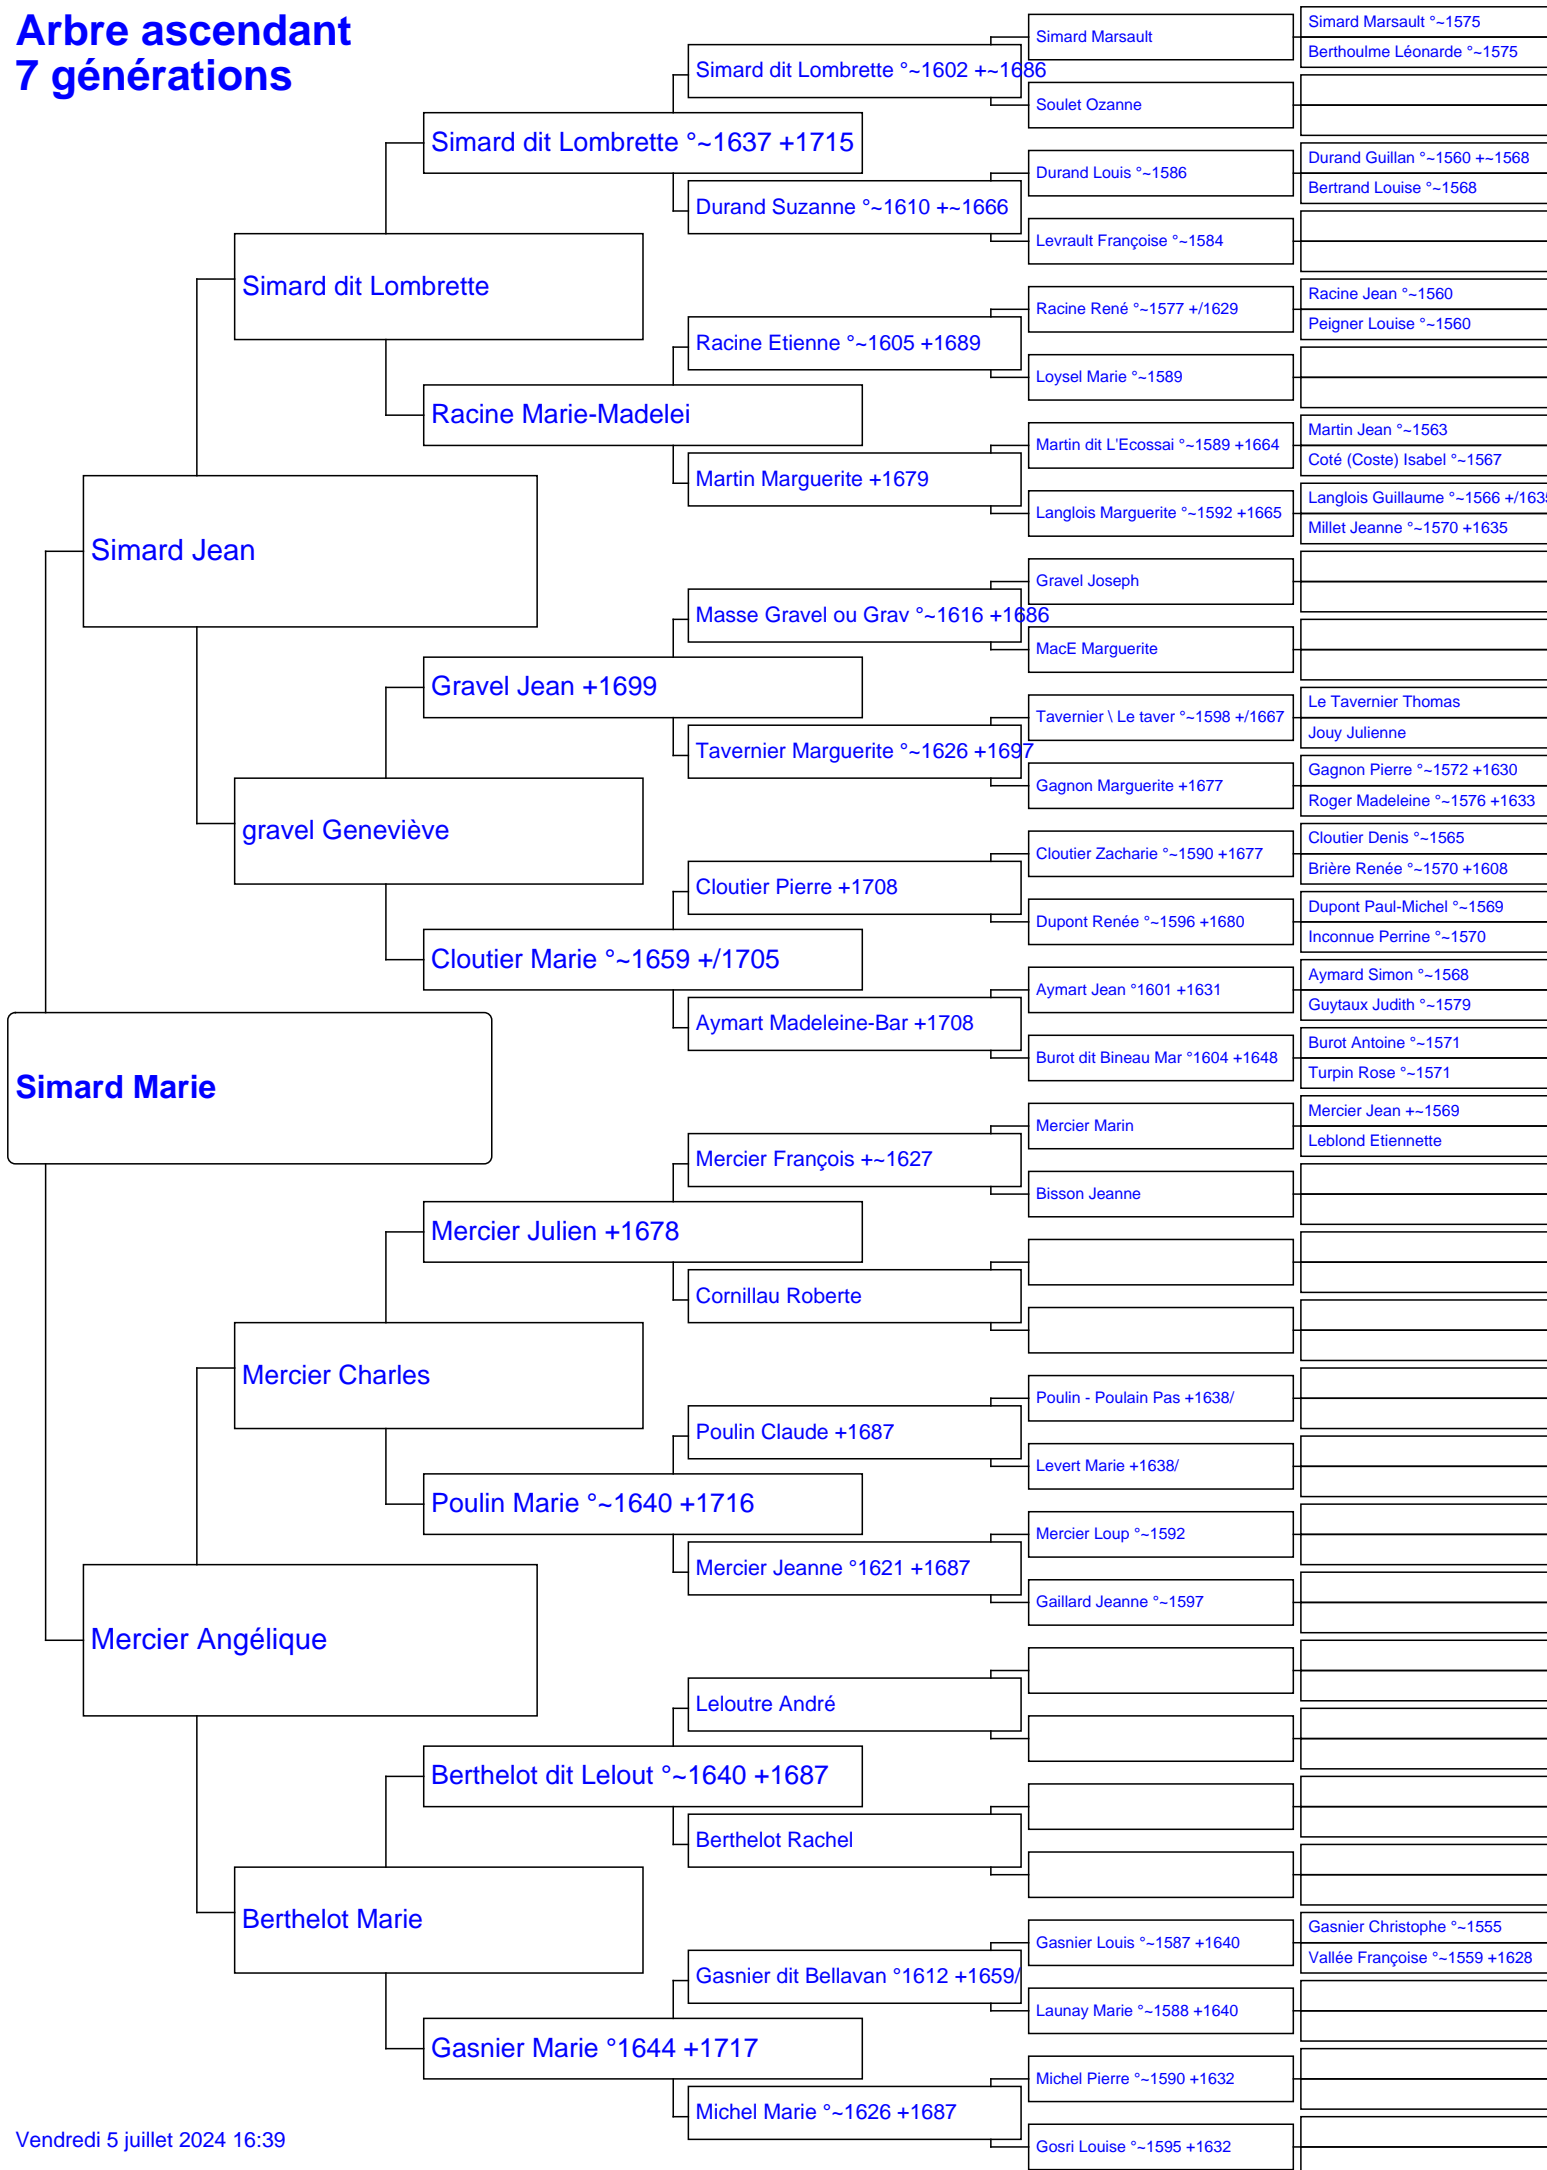 Arbre ascendant
7 générations
Simard Marie
Simard Jean
Mercier Angélique
Simard dit Lombrette
gravel Geneviève
Mercier Charles
Berthelot Marie
Simard dit Lombrette °~1637 +1715
Racine Marie-Madelei
Gravel Jean +1699
Cloutier Marie °~1659 +/1705
Mercier Julien +1678
Poulin Marie °~1640 +1716
Berthelot dit Lelout °~1640 +1687
Gasnier Marie °1644 +1717
Simard dit Lombrette °~1602 +~1686
Durand Suzanne °~1610 +~1666
Racine Etienne °~1605 +1689
Martin Marguerite +1679
Masse Gravel ou Grav °~1616 +1686
Tavernier Marguerite °~1626 +1697
Cloutier Pierre +1708
Aymart Madeleine-Bar +1708
Mercier François +~1627
Cornillau Roberte
Poulin Claude +1687
Mercier Jeanne °1621 +1687
Leloutre André
Berthelot Rachel
Gasnier dit Bellavan °1612 +1659/
Michel Marie °~1626 +1687
Simard Marsault
Soulet Ozanne
Durand Louis °~1586
Levrault Françoise °~1584
Racine René °~1577 +/1629
Loysel Marie °~1589
Martin dit L'Ecossai °~1589 +1664
Langlois Marguerite °~1592 +1665
Gravel Joseph
MacE Marguerite
Tavernier \ Le taver °~1598 +/1667
Gagnon Marguerite +1677
Cloutier Zacharie °~1590 +1677
Dupont Renée °~1596 +1680
Aymart Jean °1601 +1631
Burot dit Bineau Mar °1604 +1648
Mercier Marin
Bisson Jeanne
Poulin - Poulain Pas +1638/
Levert Marie +1638/
Mercier Loup °~1592
Gaillard Jeanne °~1597
Gasnier Louis °~1587 +1640
Launay Marie °~1588 +1640
Michel Pierre °~1590 +1632
Gosri Louise °~1595 +1632
Simard Marsault °~1575
Berthoulme Léonarde °~1575
Durand Guillan °~1560 +~1568
Bertrand Louise °~1568
Racine Jean °~1560
Peigner Louise °~1560
Martin Jean °~1563
Coté (Coste) Isabel °~1567
Langlois Guillaume °~1566 +/1635
Millet Jeanne °~1570 +1635
Le Tavernier Thomas
Jouy Julienne
Gagnon Pierre °~1572 +1630
Roger Madeleine °~1576 +1633
Cloutier Denis °~1565
Brière Renée °~1570 +1608
Dupont Paul-Michel °~1569
Inconnue Perrine °~1570
Aymard Simon °~1568
Guytaux Judith °~1579
Burot Antoine °~1571
Turpin Rose °~1571
Mercier Jean +~1569
Leblond Etiennette
Gasnier Christophe °~1555
Vallée Françoise °~1559 +1628
Vendredi 5 juillet 2024 16:39